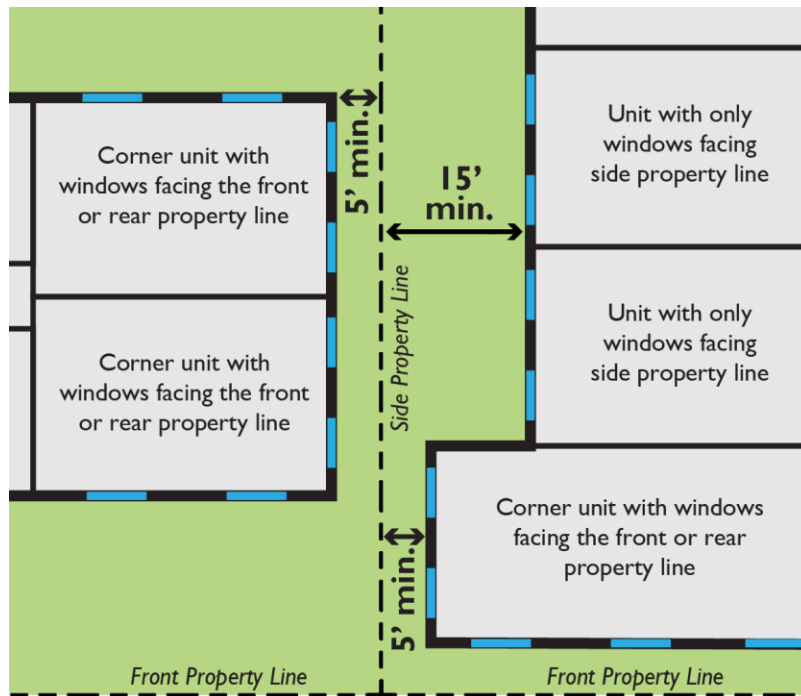 Corner unit with
windows facing the front
or rear property line
5’ min.
Unit with only
windows facing
side property line
15’
min.
Side Property Line
Corner unit with
windows facing the front
or rear property line
Unit with only
windows facing
side property line
Corner unit with windows
facing the front or rear
property line
5’ min.
Front Property Line
Front Property Line